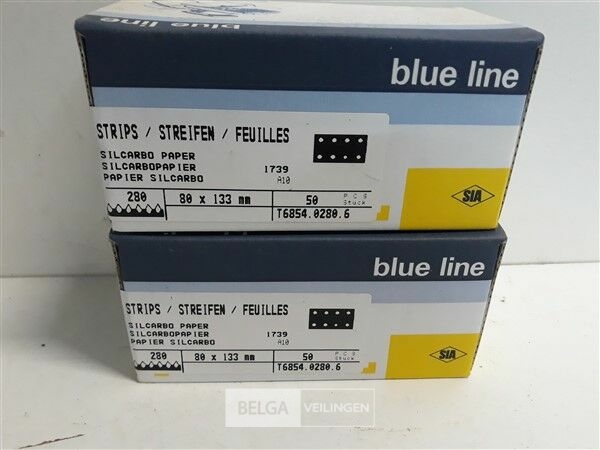 blue line
blue line
STRIPS / STREIFEN / FEUILLES
SILCARBO PAPER
SILCARBOPAPIER 1739
PAPIER SILCARBO A10
280 80 x 133 mm 50 PCS Stuck
T6854.0280.6
SIA
blue line
STRIPS / STREIFEN / FEUILLES
SILCARBO PAPER
SILCARBOPAPIER 1739
PAPIER SILCARBO A10
280 80 x 133 mm 50 PCS Stuck
T6854.0280.6
SIA
BELGA VEILINGEN